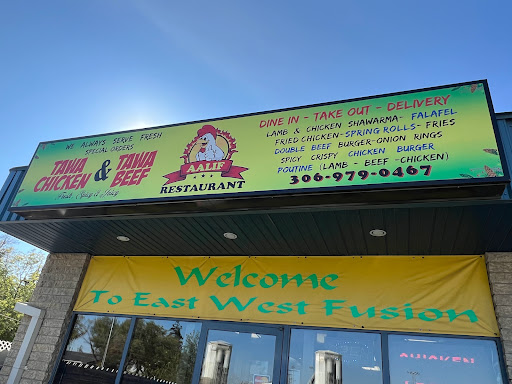 WE ALWAYS SERVE FRESH
SPECIAL ORDERS
TAWA CHICKEN & TAWA BEEF
AALIF
RESTAURANT
DINE IN - TAKE OUT - DELIVERY
LAMB & CHICKEN SHAWARMA- FALAFEL
FRIED CHICKEN-SPRING ROLLS- FRIES
DOUBLE BEEF BURGER-ONION RINGS
SPICY CRISPY CHICKEN BURGER
POUTINE (LAMB - BEEF -CHICKEN)
306-979-0467
Welcome
To East West Fusion